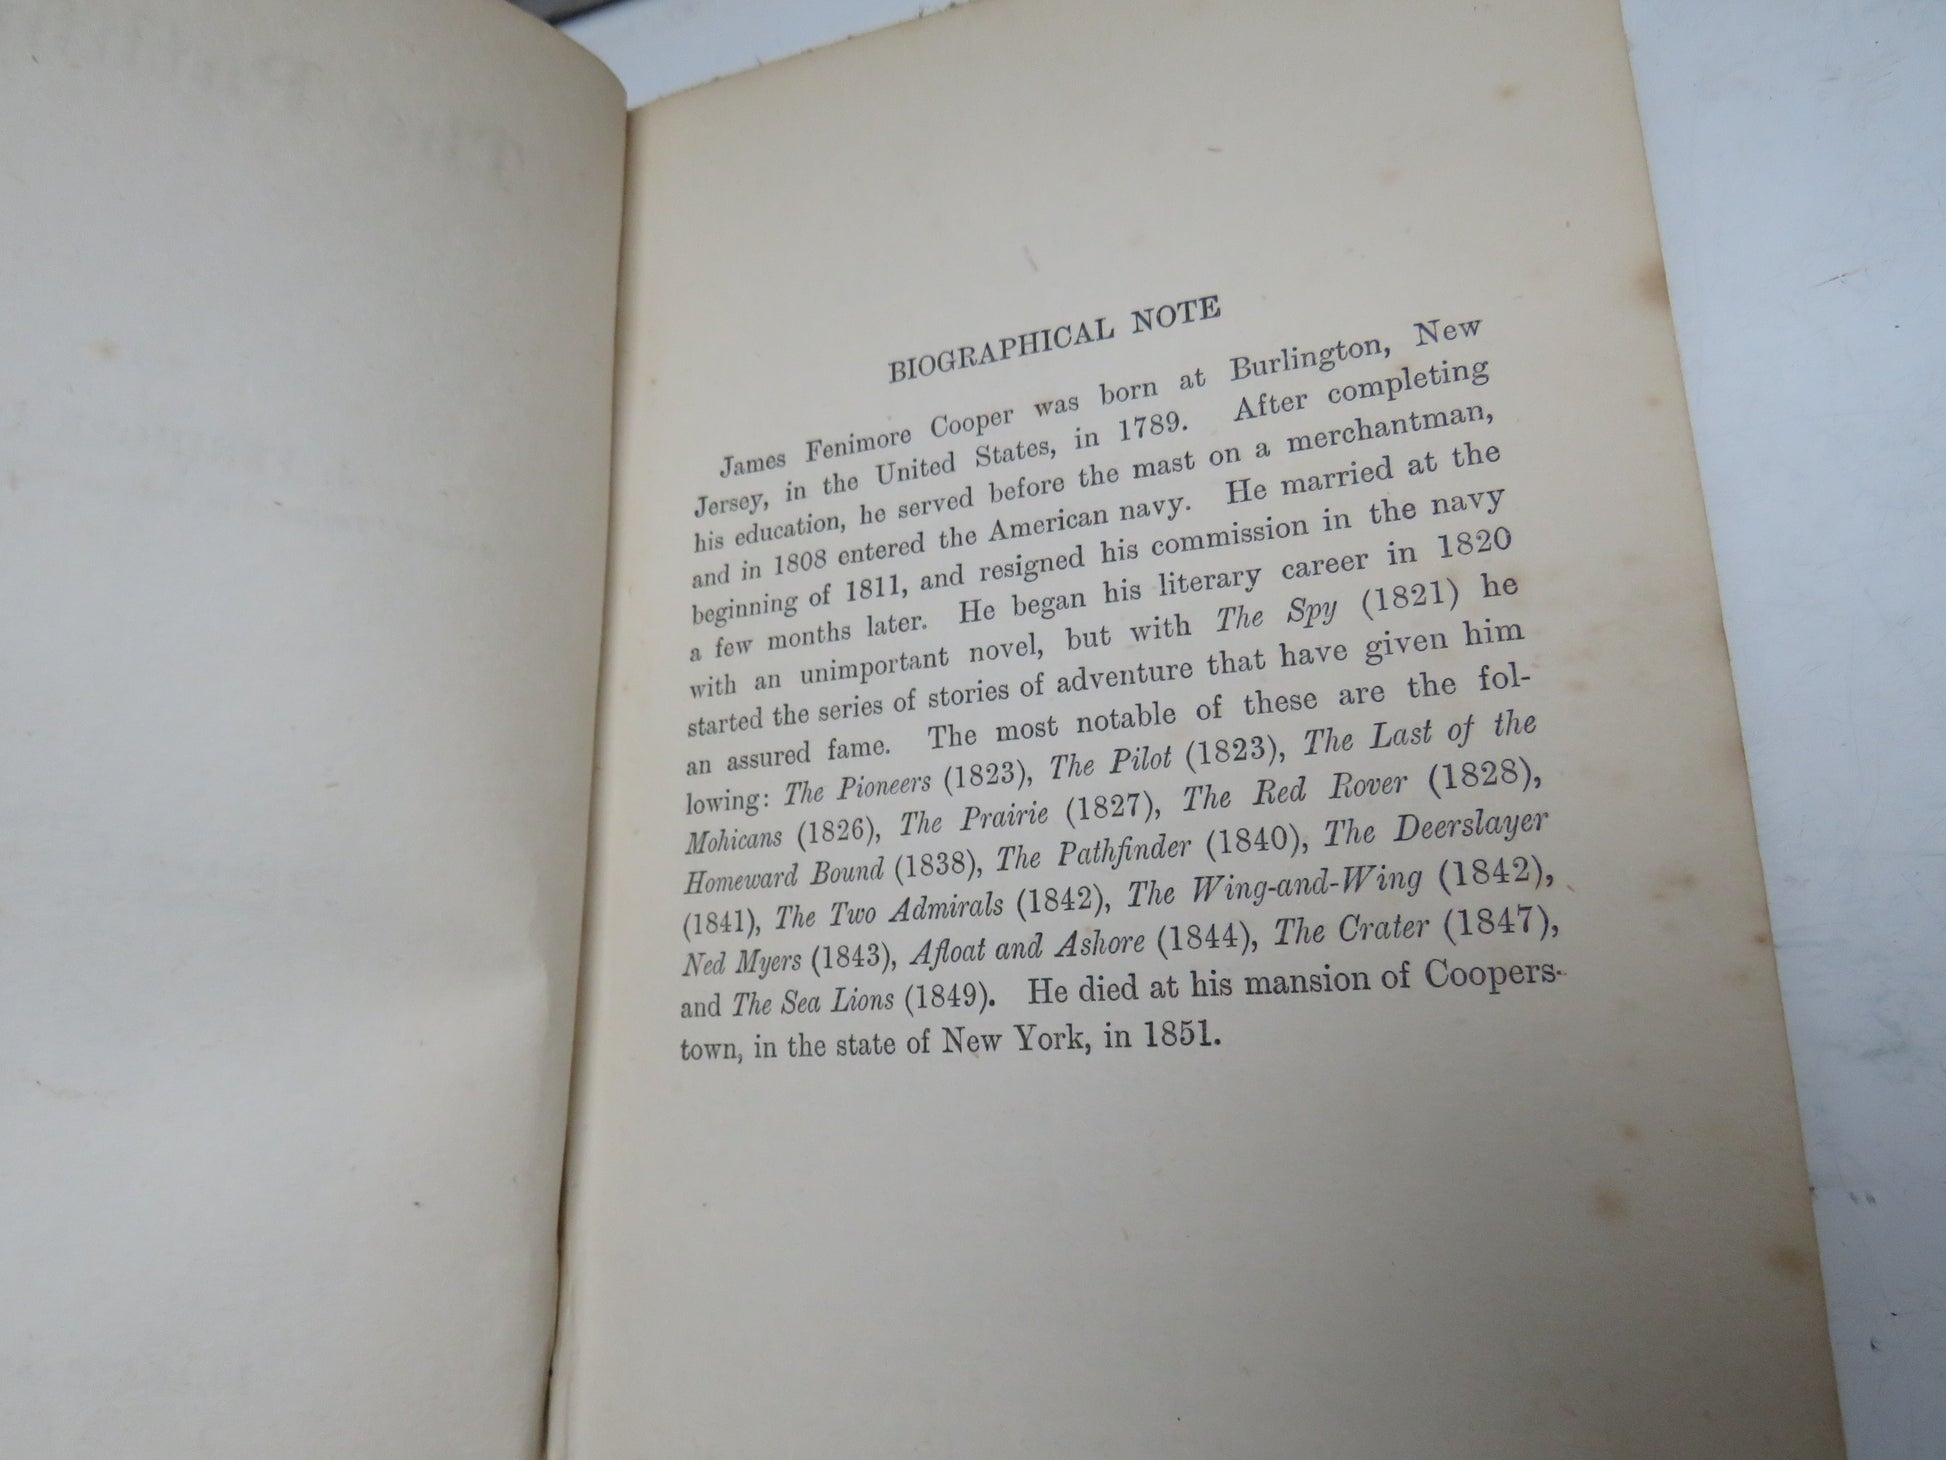 BIOGRAPHICAL NOTE
James Fenimore Cooper was born at Burlington, New
Jersey, in the United States, in 1789. After completing
his education, he served before the mast on a merchantman,
and in 1808 entered the American navy. He married at the
beginning of 1811, and resigned his commission in the navy
a few months later. He began his literary career in 1820
with an unimportant novel, but with The Spy (1821) he
started the series of stories of adventure that have given him
an assured fame. The most notable of these are the fol-
lowing: The Pioneers (1823), The Pilot (1823), The Last of the
Mohicans (1826), The Prairie (1827), The Red Rover (1828),
Homeward Bound (1838), The Pathfinder (1840), The Deerslayer
(1841), The Two Admirals (1842), The Wing-and-Wing (1842),
Ned Myers (1843), Afloat and Ashore (1844), The Crater (1847),
and The Sea Lions (1849). He died at his mansion of Coopers-
town, in the state of New York, in 1851.